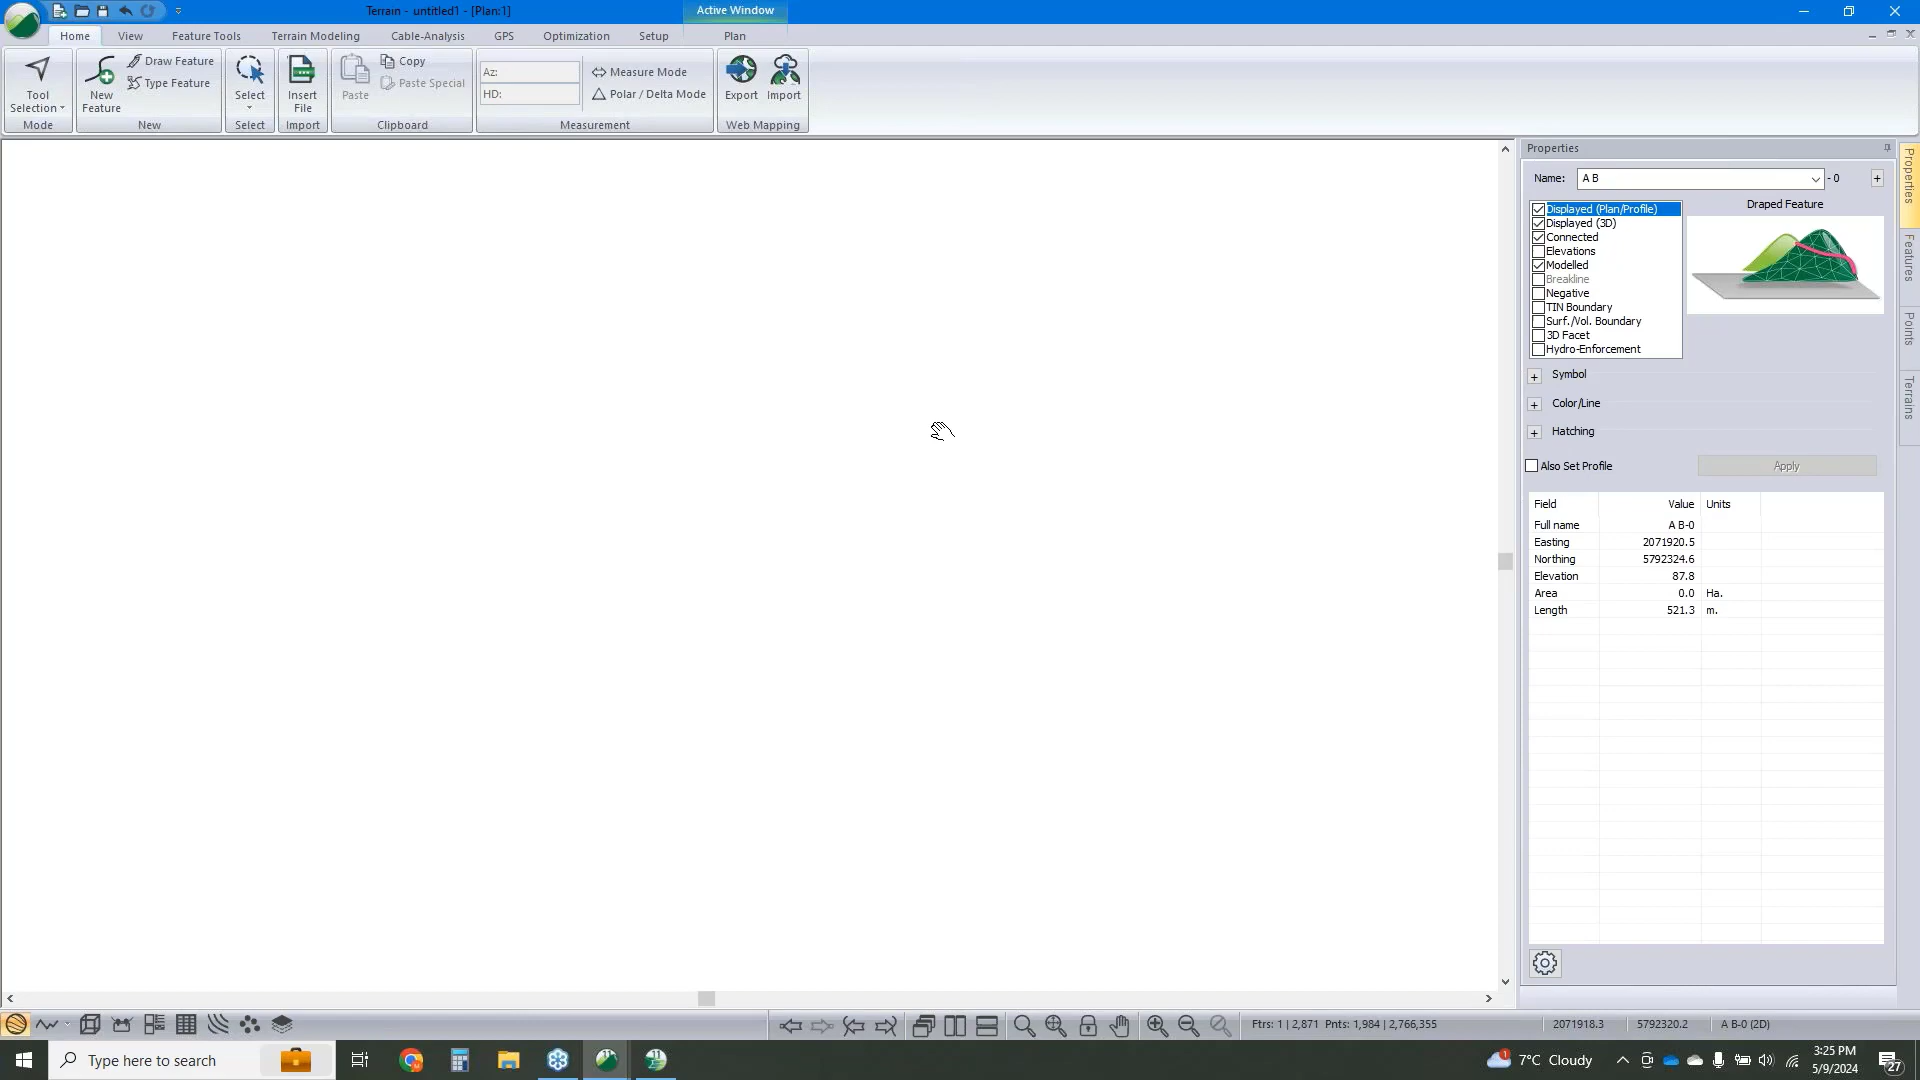 Terrain - untitled1 - [Plan:1]
Active Window
Home
View
Feature Tools
Terrain Modeling
Cable-Analysis
GPS
Optimization
Setup
Plan
Tool Selection
Mode
New Feature
Draw Feature
Type Feature
New
Select
Select
Insert File
Import
Paste
Copy
Paste Special
Clipboard
Az:
HD:
Measure Mode
Polar / Delta Mode
Measurement
Export
Import
Web Mapping
Properties
Name: A B - 0 +
Displayed (Plan/Profile)
Displayed (3D)
Connected
Elevations
Modelled
Breakline
Negative
TIN Boundary
Surf./Vol. Boundary
3D Facet
Hydro-Enforcement
Draped Feature
+ Symbol
+ Color/Line
+ Hatching
Also Set Profile
Apply
Field Value Units
Full name A B-0
Easting 2071920.5
Northing 5792324.6
Elevation 87.8
Area 0.0 Ha.
Length 521.3 m.
Properties
Features
Points
Terrains
Ftrs: 1 | 2,871 Pnts: 1,984 | 2,766,355
2071918.3
5792320.2
A B-0 (2D)
Type here to search
7°C Cloudy
3:25 PM
5/9/2024
27